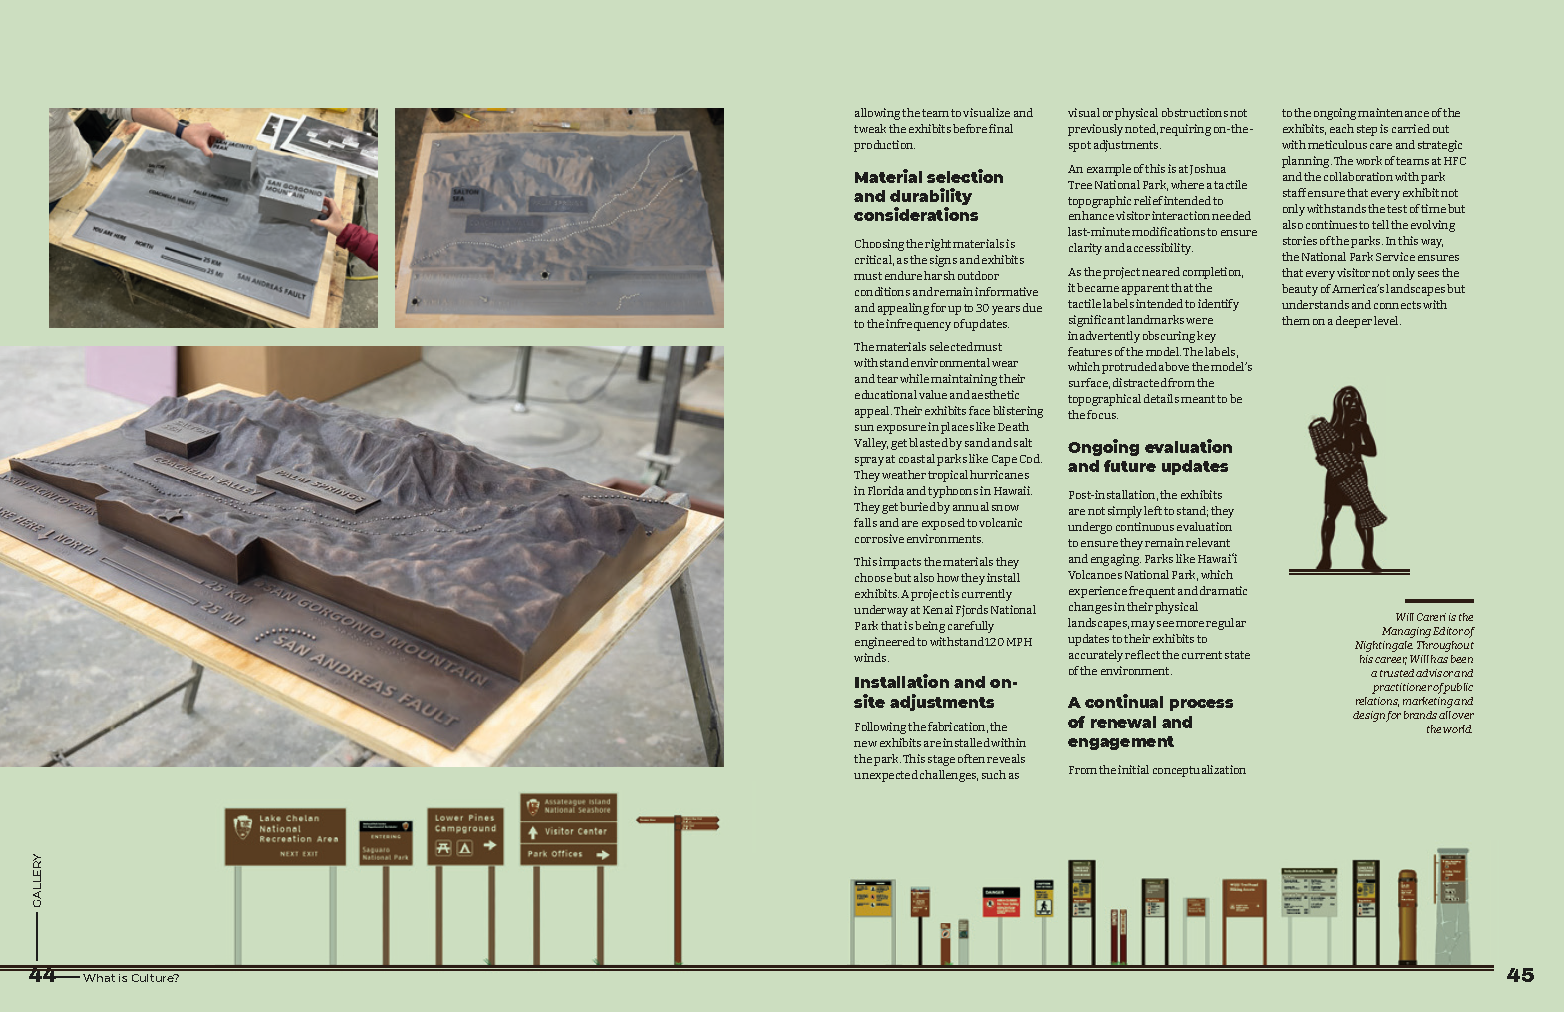 SAN JACINTO
PEAK
SAN GORGONIO
MOUNTAIN
COACHELLA VALLEY
PALM SPRINGS
YOU ARE HERE
NORTH
25 KM
25 MI
SAN ANDREAS FAULT
SALTON
SEA
SALTON
SEA
COACHELLA VALLEY
PALM SPRINGS
SAN JACINTO PEAK
ARE HERE
NORTH
25 KM
25 MI
SAN GORGONIO MOUNTAIN
SAN ANDREAS FAULT
Lake Chelan
National
Recreation Area
NEXT EXIT
ENTERING
Saguaro
National Park
Lower Pines
Campground
Assateague Island
National Seashore
Visitor Center
Park Offices
GALLERY
44
What is Culture?
allowing the team to visualize and
tweak the exhibits before final
production.
Material selection
and durability
considerations
Choosing the right materials is
critical, as the signs and exhibits
must endure harsh outdoor
conditions and remain informative
and appealing for up to 30 years due
to the infrequency of updates.
The materials selected must
withstand environmental wear
and tear while maintaining their
educational value and aesthetic
appeal. Their exhibits face blistering
sun exposure in places like Death
Valley, get blasted by sand and salt
spray at coastal parks like Cape Cod.
They weather tropical hurricanes
in Florida and typhoons in Hawaii.
They get buried by annual snow
falls and are exposed to volcanic
corrosive environments.
This impacts the materials they
choose but also how they install
exhibits. A project is currently
underway at Kenai Fjords National
Park that is being carefully
engineered to withstand 120 MPH
winds.
Installation and on-
site adjustments
Following the fabrication, the
new exhibits are installed within
the park. This stage often reveals
unexpected challenges, such as
visual or physical obstructions not
previously noted, requiring on-the-
spot adjustments.
An example of this is at Joshua
Tree National Park, where a tactile
topographic relief intended to
enhance visitor interaction needed
last-minute modifications to ensure
clarity and accessibility.
As the project neared completion,
it became apparent that the
tactile labels intended to identify
significant landmarks were
inadvertently obscuring key
features of the model. The labels,
which protruded above the model's
surface, distracted from the
topographical details meant to be
the focus.
Ongoing evaluation
and future updates
Post-installation, the exhibits
are not simply left to stand; they
undergo continuous evaluation
to ensure they remain relevant
and engaging. Parks like Hawaiʻi
Volcanoes National Park, which
experience frequent and dramatic
changes in their physical
landscapes, may see more regular
updates to their exhibits to
accurately reflect the current state
of the environment.
A continual process
of renewal and
engagement
From the initial conceptualization
to the ongoing maintenance of the
exhibits, each step is carried out
with meticulous care and strategic
planning. The work of teams at HFC
and the collaboration with park
staff ensure that every exhibit not
only withstands the test of time but
also continues to tell the evolving
stories of the parks. In this way,
the National Park Service ensures
that every visitor not only sees the
beauty of America's landscapes but
understands and connects with
them on a deeper level.
Will Careri is the
Managing Editor of
Nightingale. Throughout
his career, Will has been
a trusted advisor and
practitioner of public
relations, marketing and
design for brands all over
the world.
DANGER
45